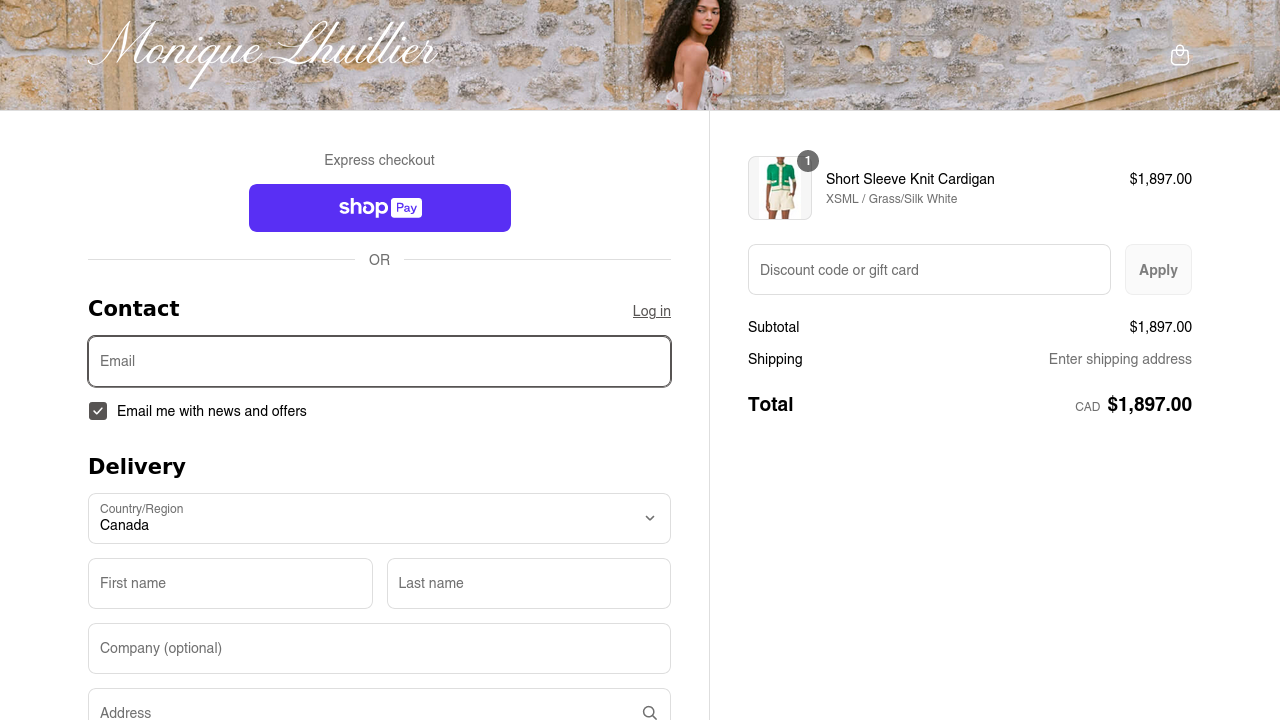 Monique Lhuillier
Express checkout
shop Pay
OR
Contact
Log in
Email
Email me with news and offers
Delivery
Country/Region
Canada
First name
Last name
Company (optional)
Address
1
Short Sleeve Knit Cardigan
$1,897.00
XSML / Grass/Silk White
Discount code or gift card
Apply
Subtotal
$1,897.00
Shipping
Enter shipping address
Total
CAD $1,897.00